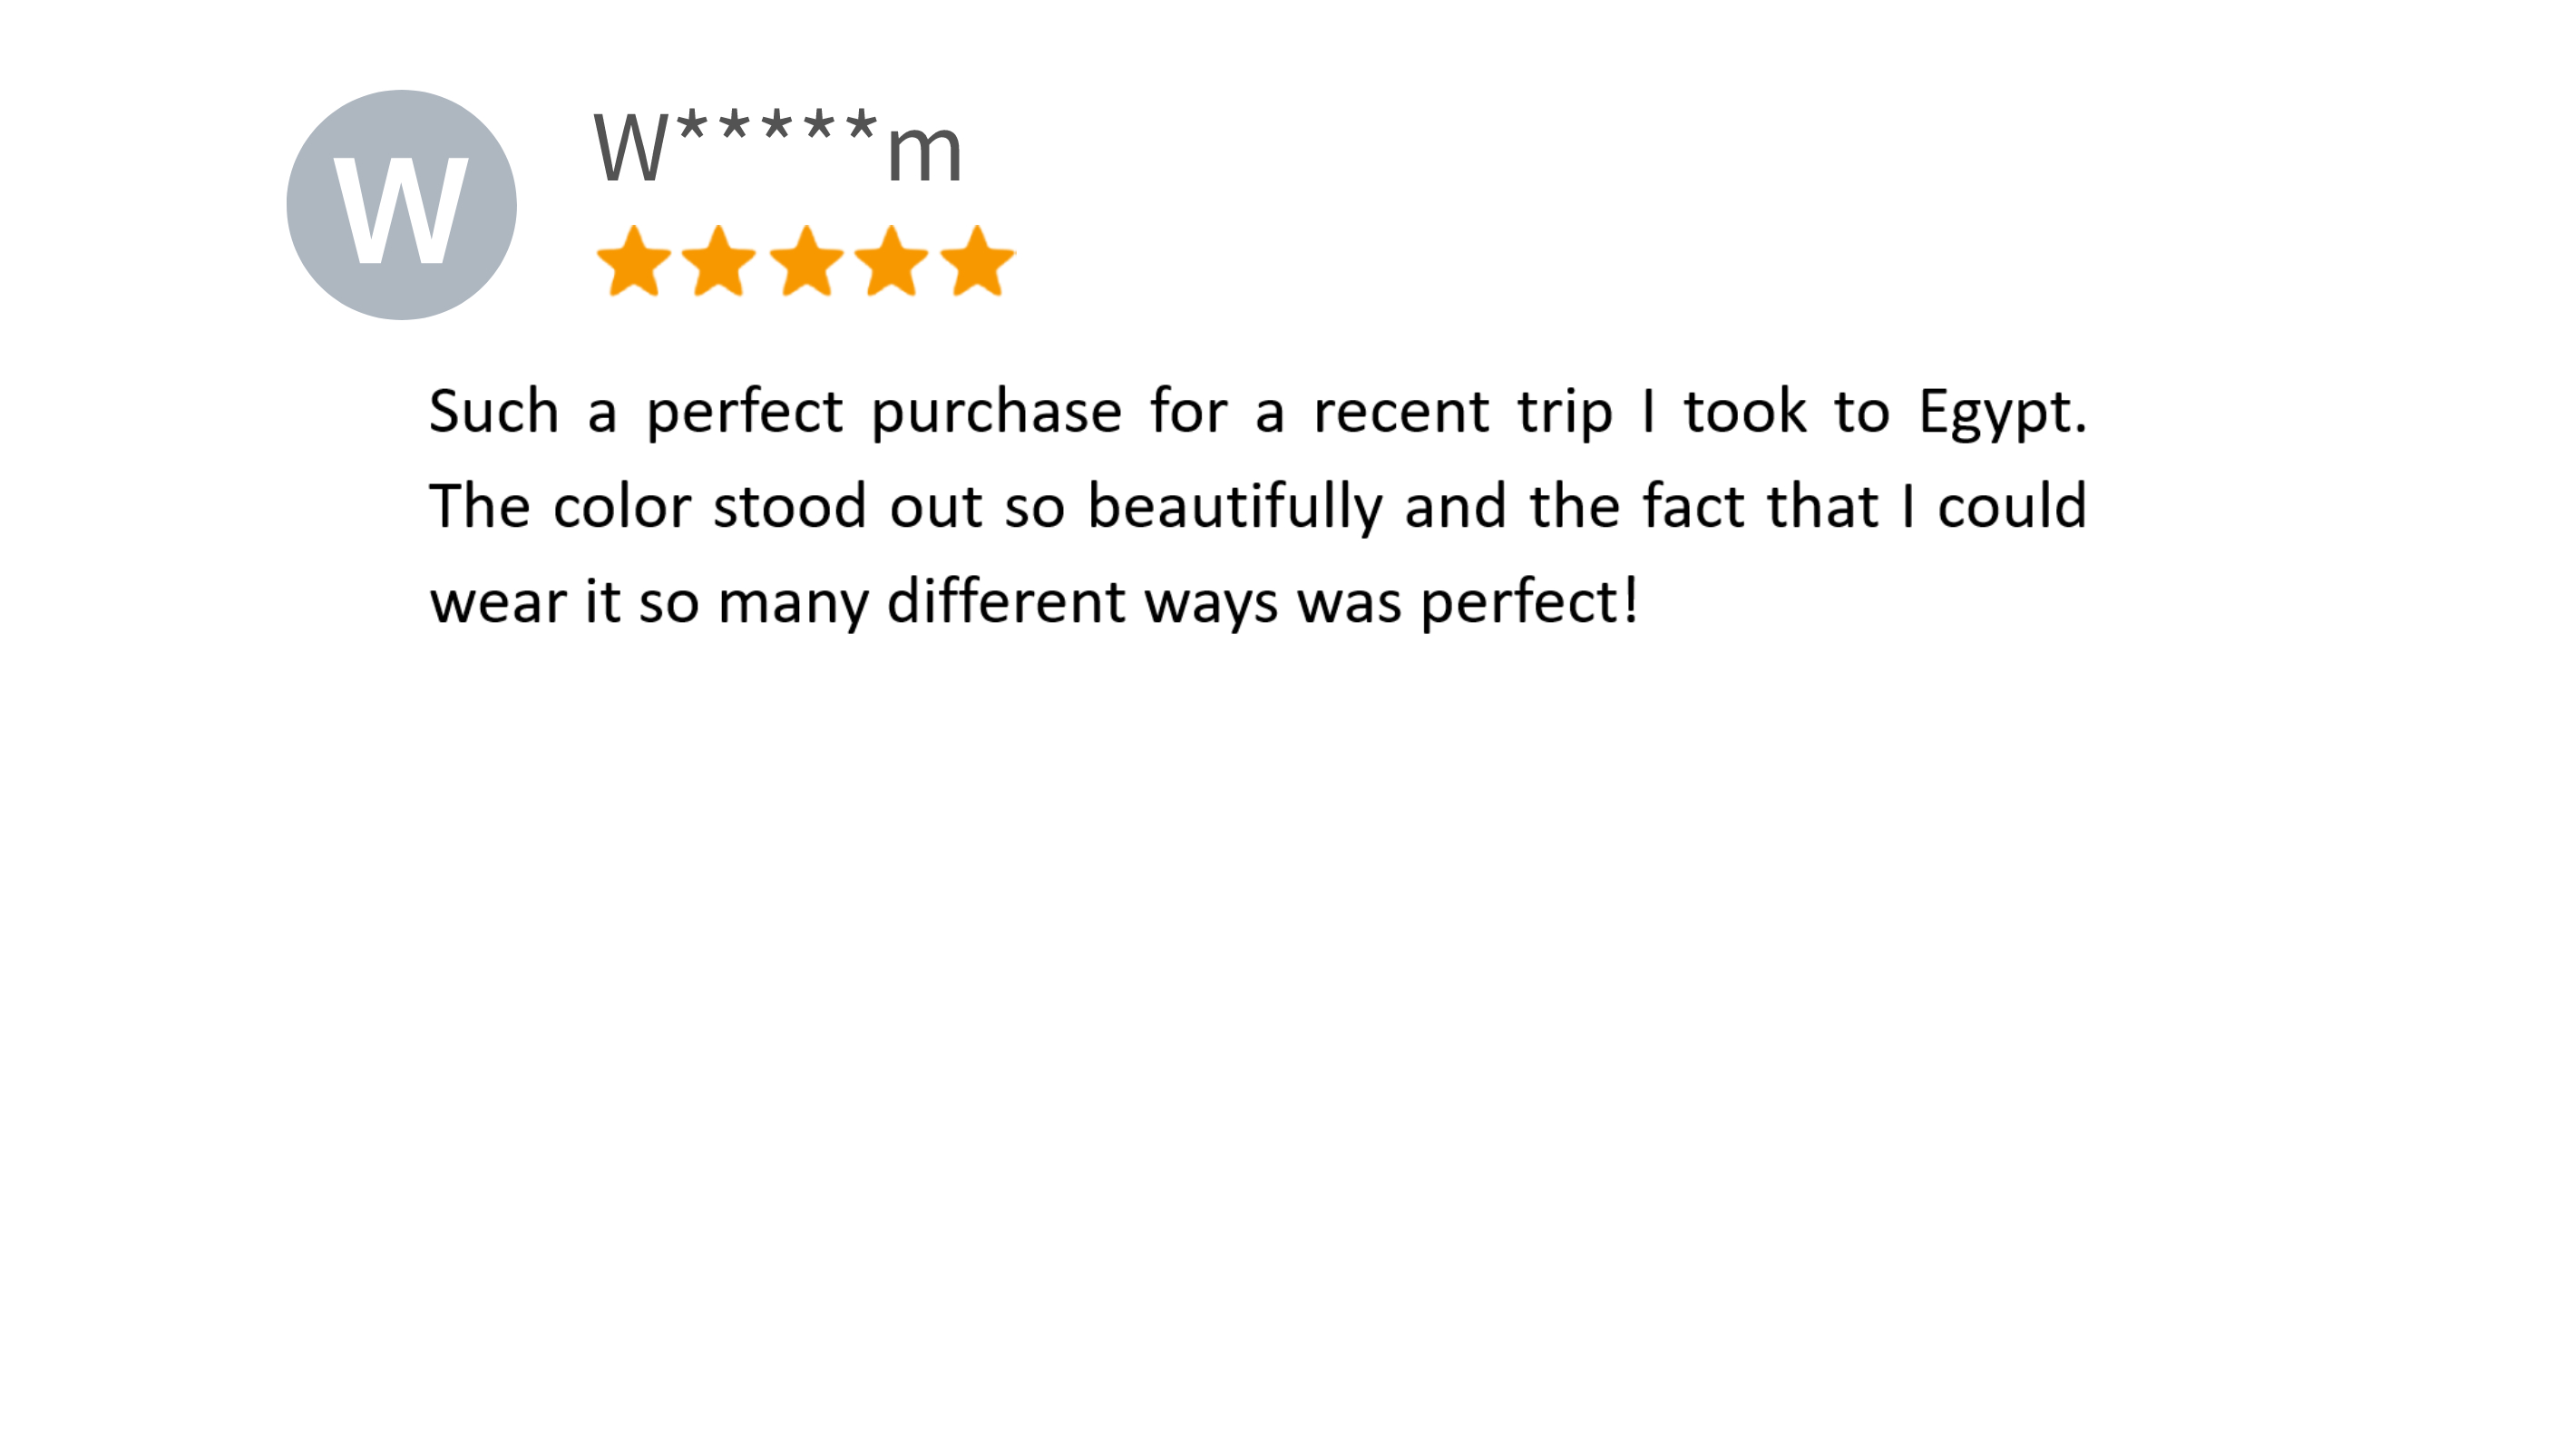 W
W*****m
Such a perfect purchase for a recent trip I took to Egypt.
The color stood out so beautifully and the fact that I could
wear it so many different ways was perfect!